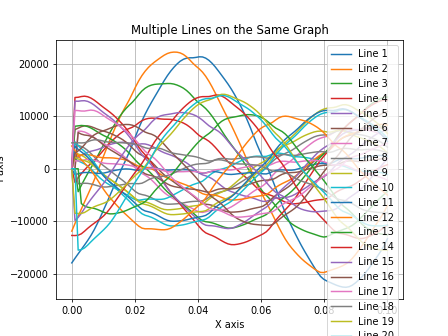 Multiple Lines on the Same Graph
20000
10000
0
−10000
−20000
0.00
0.02
0.04
0.06
0.08
X axis
axis
Line 1
Line 2
Line 3
Line 4
Line 5
Line 6
Line 7
Line 8
Line 9
Line 10
Line 11
Line 12
Line 13
Line 14
Line 15
Line 16
Line 17
Line 18
Line 19
Line 20